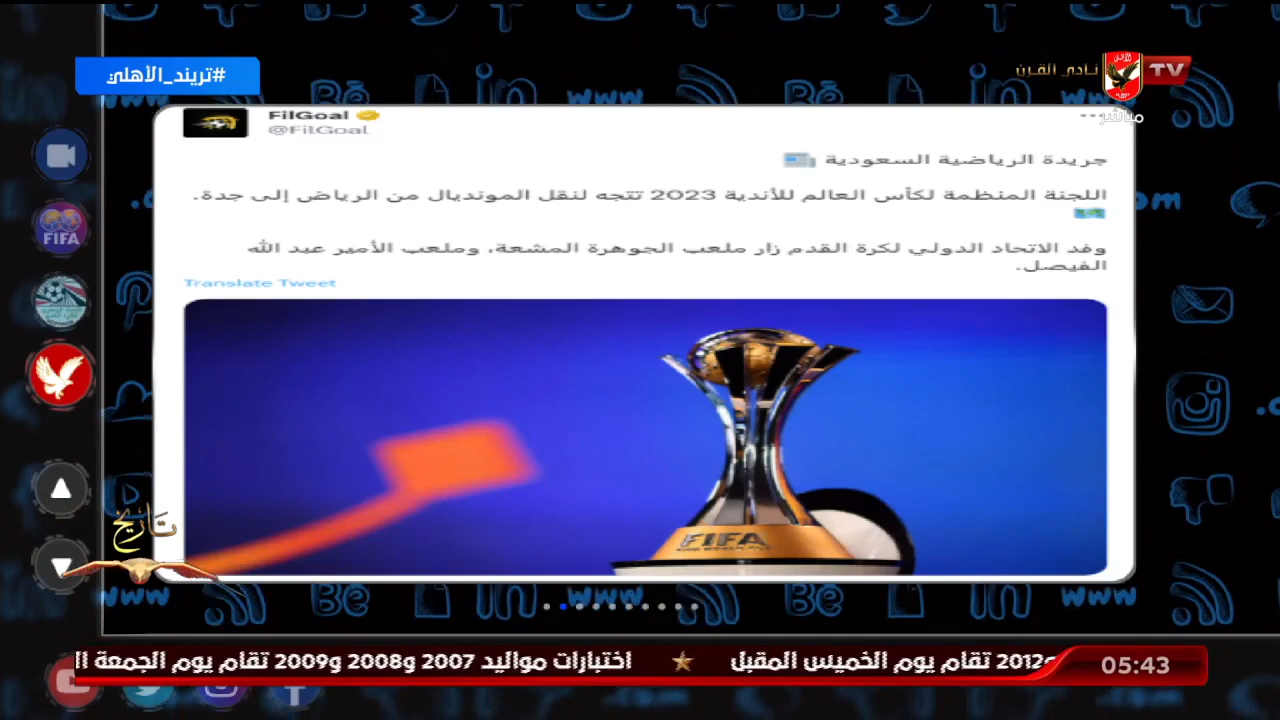 #تريند_الأهلي
نادي القرن
TV
مباشر
FilGoal
@FilGoal
جريدة الرياضية السعودية
اللجنة المنظمة لكأس العالم للأندية 2023 تتجه لنقل المونديال من الرياض إلى جدة.
وفد الاتحاد الدولي لكرة القدم زار ملعب الجوهرة المشعة، وملعب الأمير عبد الله
الفيصل.
Translate Tweet
FIFA
FIFA
تاريخ
و2012 تقام يوم الخميس المقبل
اختبارات مواليد 2007 و2008 و2009 تقام يوم الجمعة ال
05:43